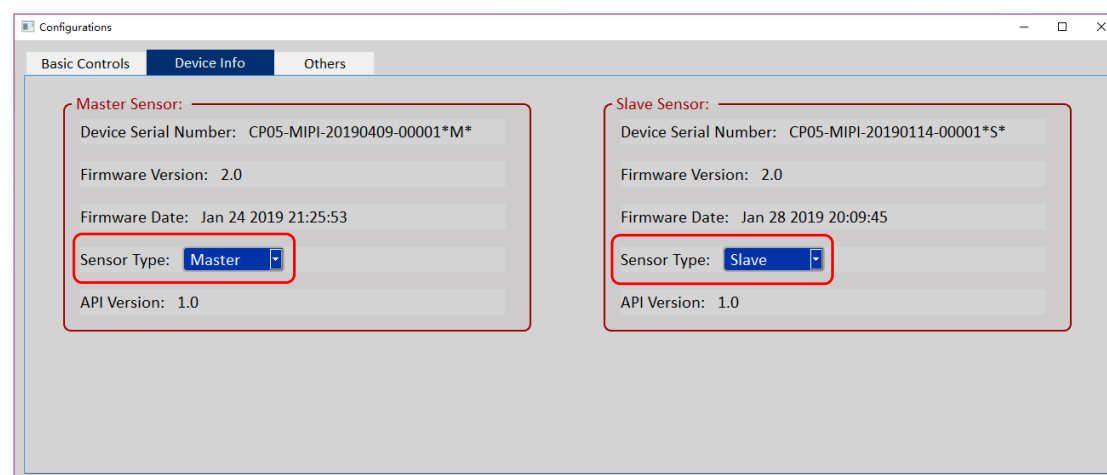 Configurations
Basic Controls Device Info Others
Master Sensor:
Device Serial Number: CP05-MIPI-20190409-00001*M*
Firmware Version: 2.0
Firmware Date: Jan 24 2019 21:25:53
Sensor Type: Master
API Version: 1.0
Slave Sensor:
Device Serial Number: CP05-MIPI-20190114-00001*S*
Firmware Version: 2.0
Firmware Date: Jan 28 2019 20:09:45
Sensor Type: Slave
API Version: 1.0